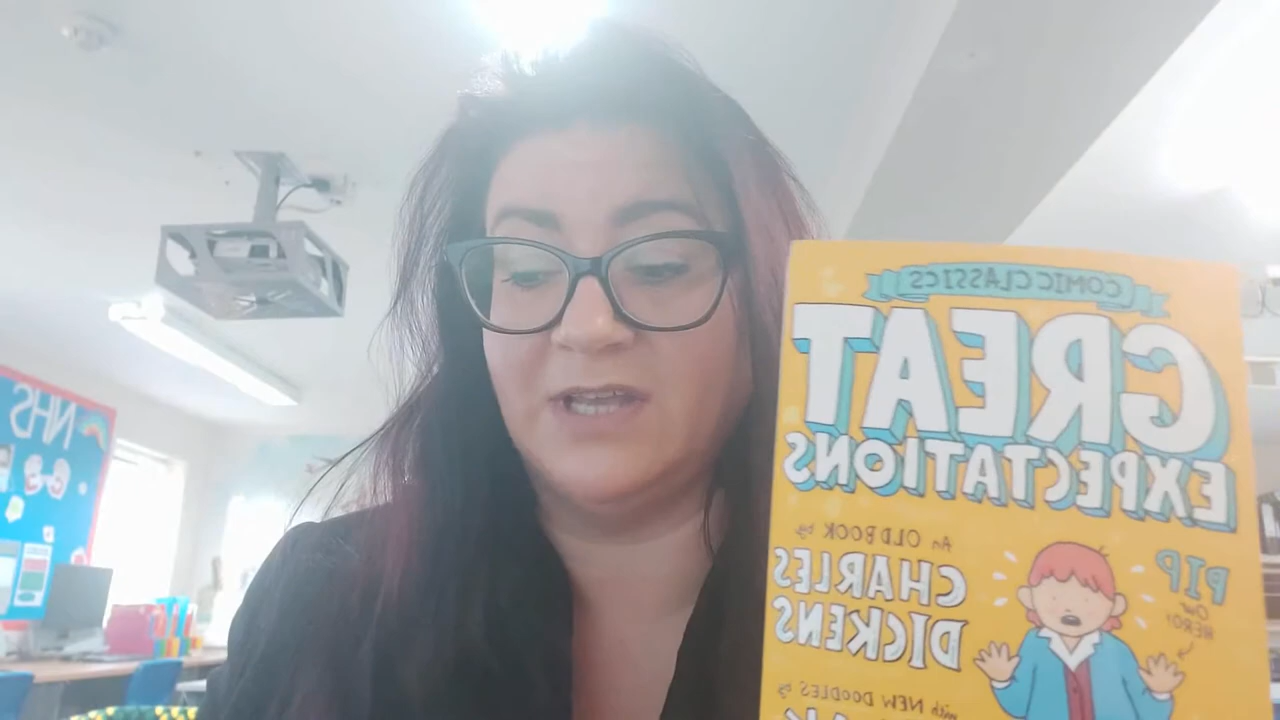 COMIC CLASSICS
GREAT
EXPECTATIONS
An OLD BOOK by
CHARLES
DICKENS
PIP
Our
HERO!
with NEW DOODLES by
NHS